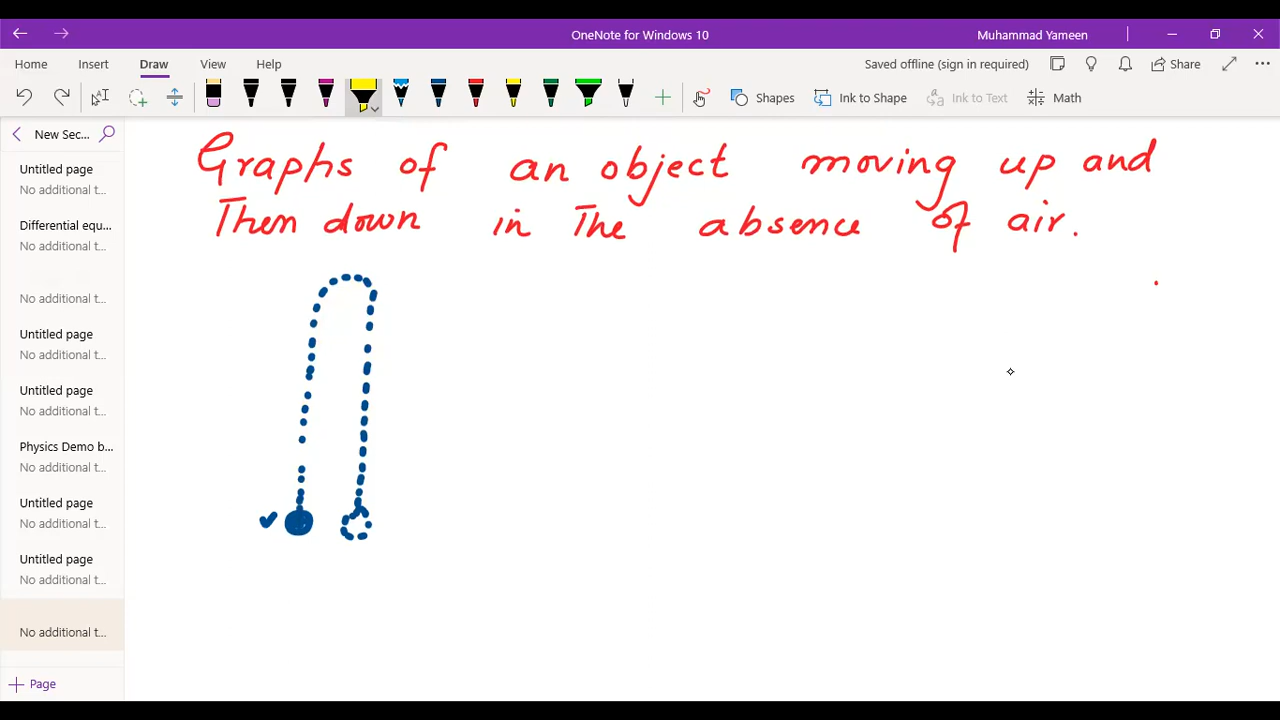 OneNote for Windows 10
Muhammad Yameen
Home Insert Draw View Help
Saved offline (sign in required)
Share
Shapes
Ink to Shape
Ink to Text
Math
New Sec...
Untitled page
No additional t...
Differential equ...
No additional t...
No additional t...
Untitled page
No additional t...
Untitled page
No additional t...
Physics Demo b...
No additional t...
Untitled page
No additional t...
Untitled page
No additional t...
No additional t...
Page
Graphs of an object moving up and
Then down in The absence of air.